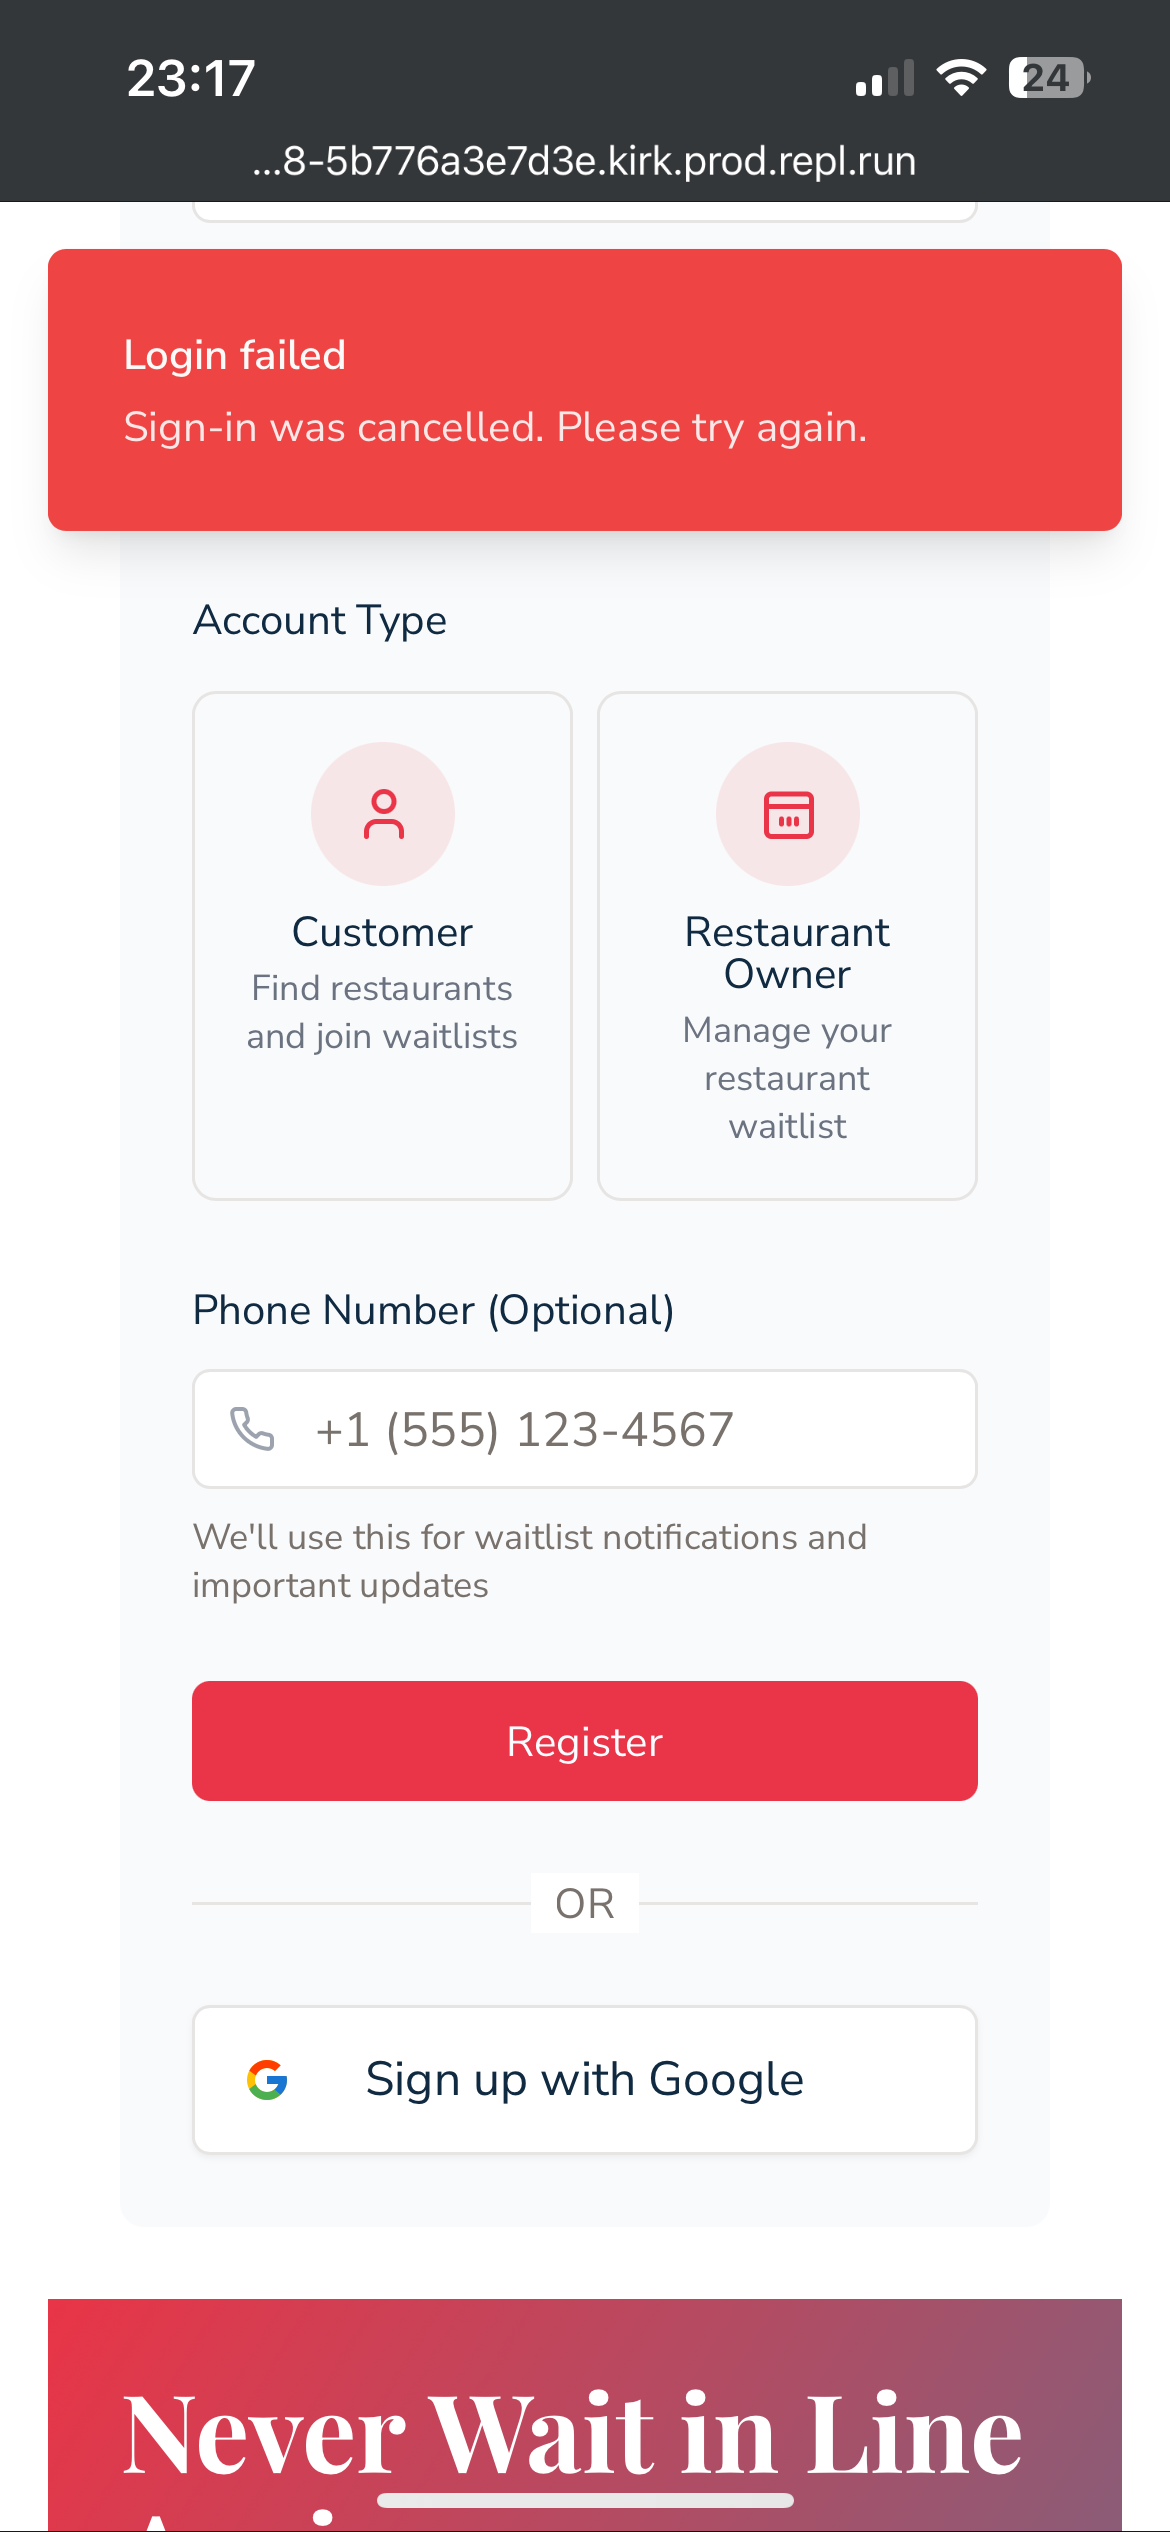 23:17
24
...8-5b776a3e7d3e.kirk.prod.repl.run
Login failed
Sign-in was cancelled. Please try again.
Account Type
Customer
Find restaurants
and join waitlists
Restaurant
Owner
Manage your
restaurant
waitlist
Phone Number (Optional)
+1 (555) 123-4567
We'll use this for waitlist notifications and
important updates
Register
OR
Sign up with Google
Never Wait in Line